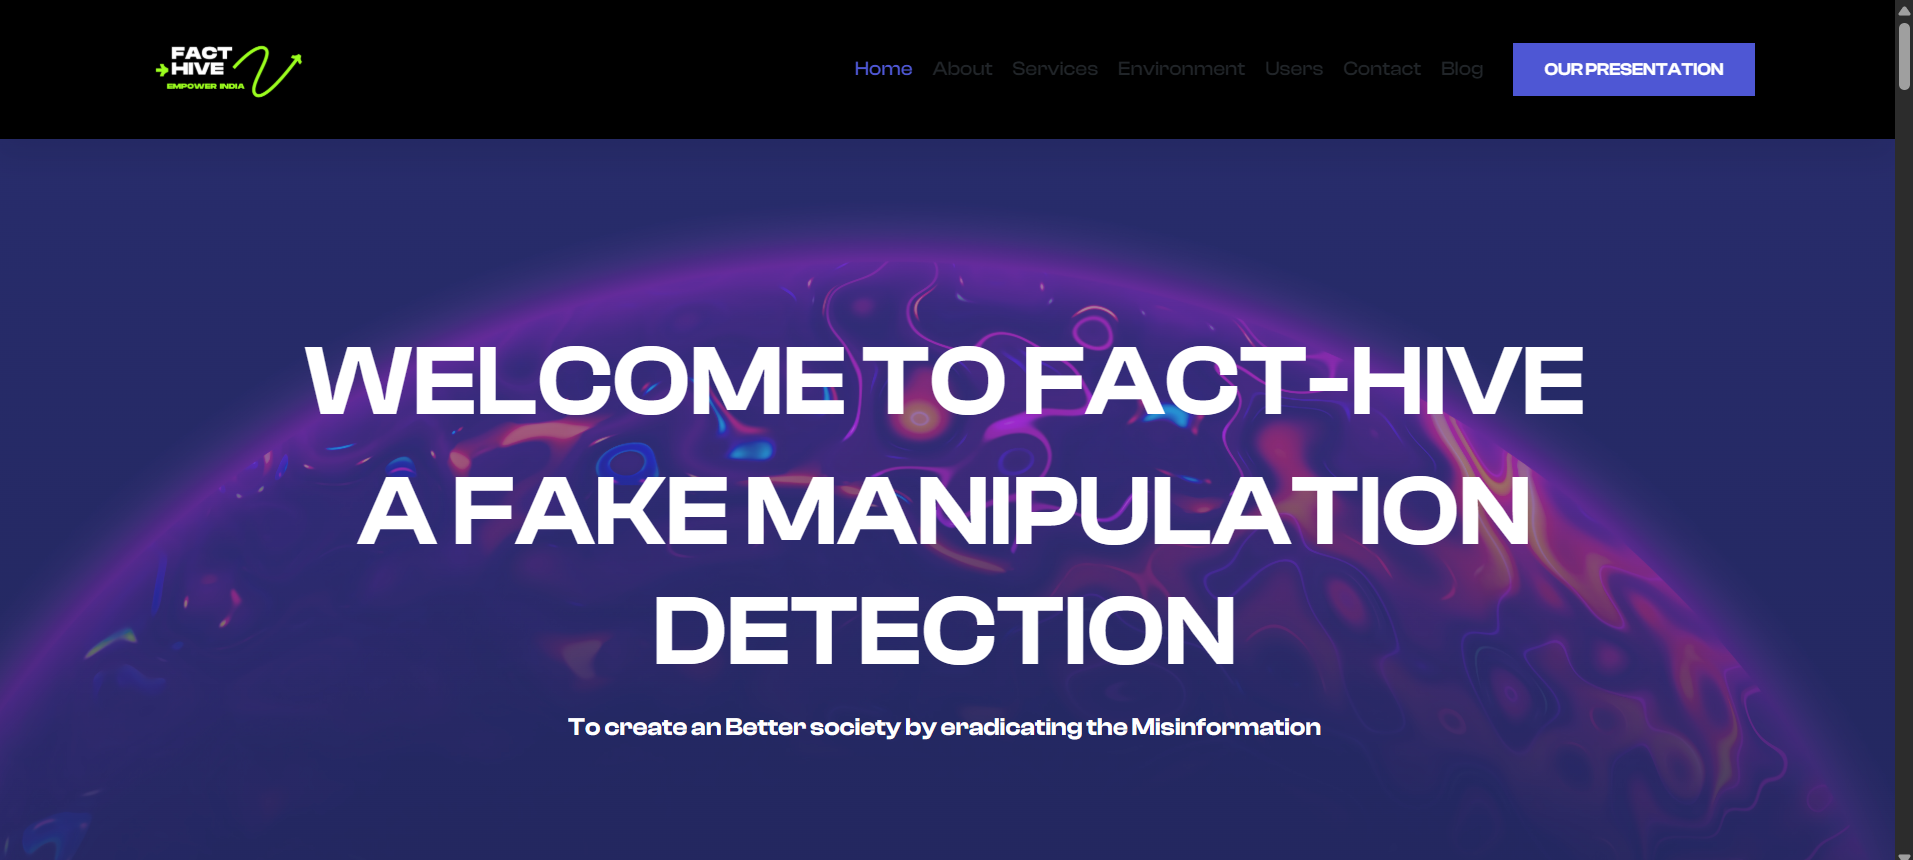 FACT
HIVE
EMPOWER INDIA
Home About Services Environment Users Contact Blog OUR PRESENTATION
WELCOME TO FACT-HIVE
A FAKE MANIPULATION
DETECTION
To create an Better society by eradicating the Misinformation